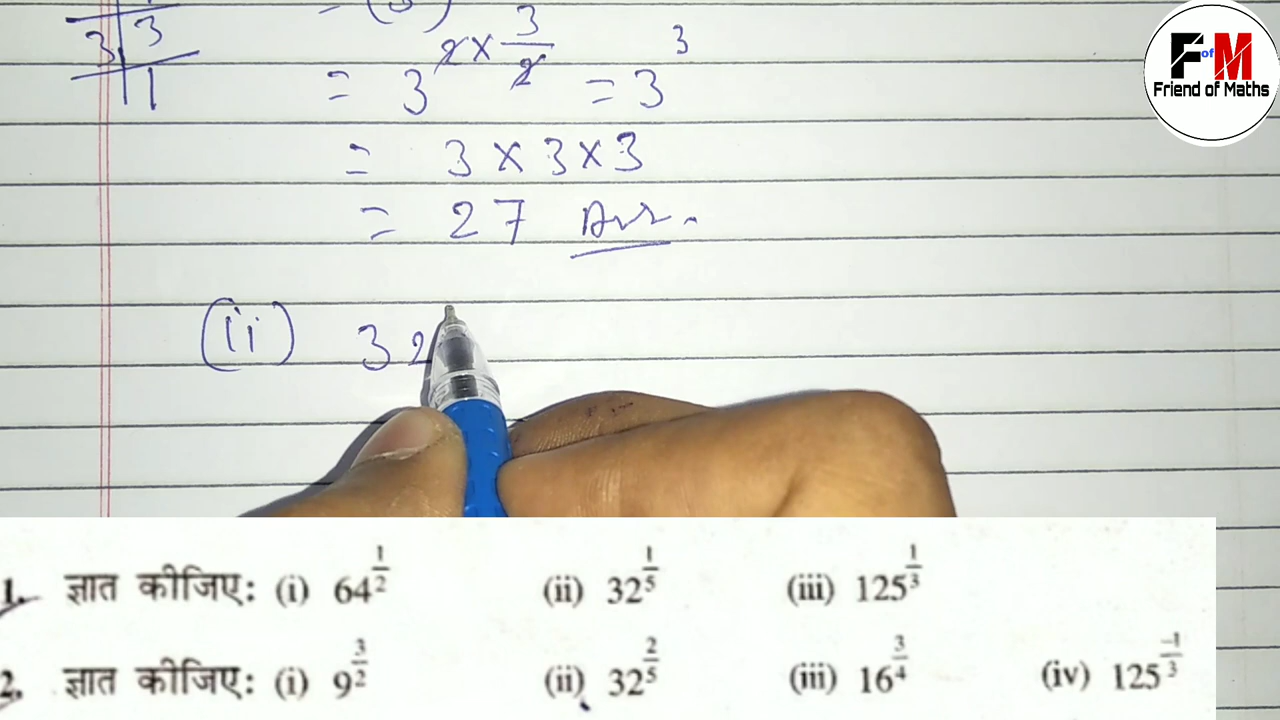 = (3)
3 | 3
1
= 3^{2×3/2} = 3^3
= 3×3×3
= 27 Ans.
(ii) 32
F of M
Friend of Maths
1. ज्ञात कीजिए: (i) 64^{1/2} (ii) 32^{1/5} (iii) 125^{1/3}
2. ज्ञात कीजिए: (i) 9^{3/2} (ii) 32^{2/5} (iii) 16^{3/4} (iv) 125^{-1/3}